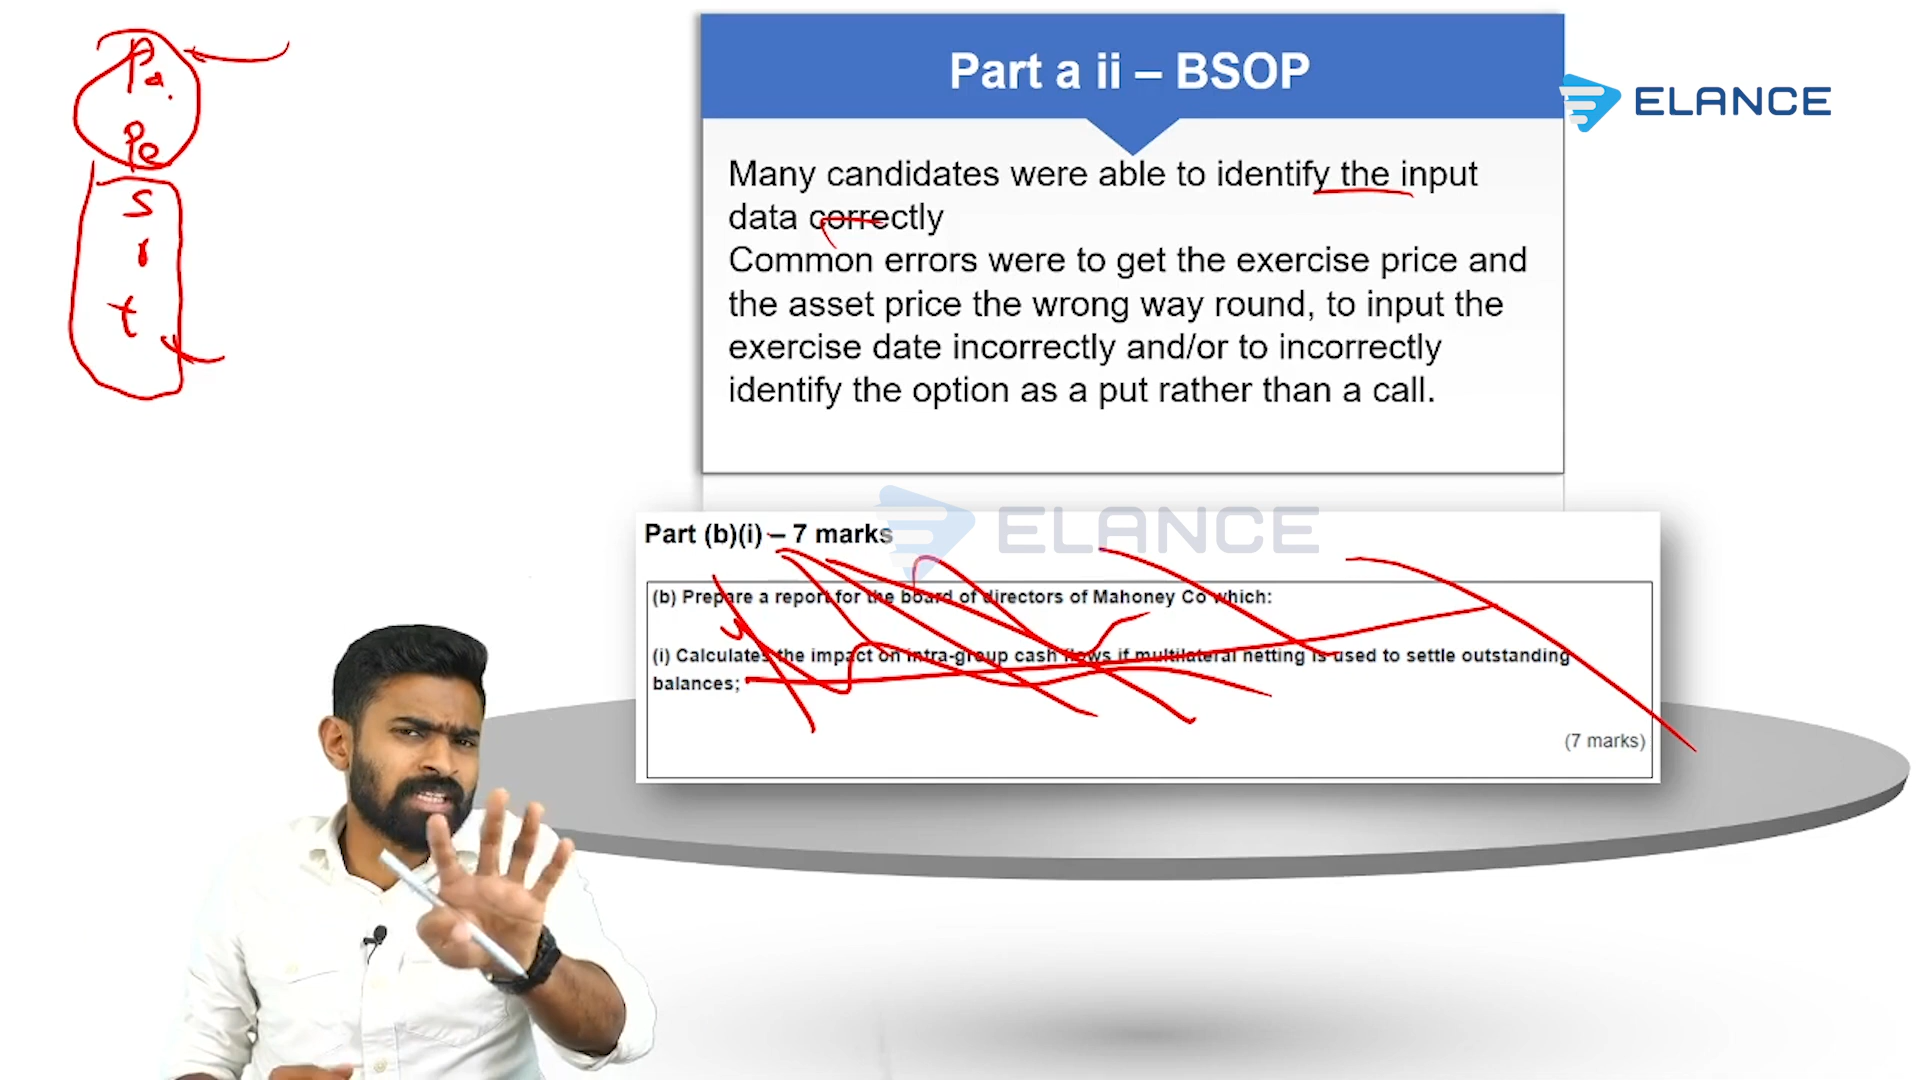 Pa
Pe
s
r
t
Part a ii – BSOP
ELANCE
Many candidates were able to identify the input
data correctly
Common errors were to get the exercise price and
the asset price the wrong way round, to input the
exercise date incorrectly and/or to incorrectly
identify the option as a put rather than a call.
ELANCE
Part (b)(i) – 7 marks
(b) Prepare a report for the board of directors of Mahoney Co which:
(i) Calculates the impact on intra-group cash flows if multilateral netting is used to settle outstanding
balances;
(7 marks)